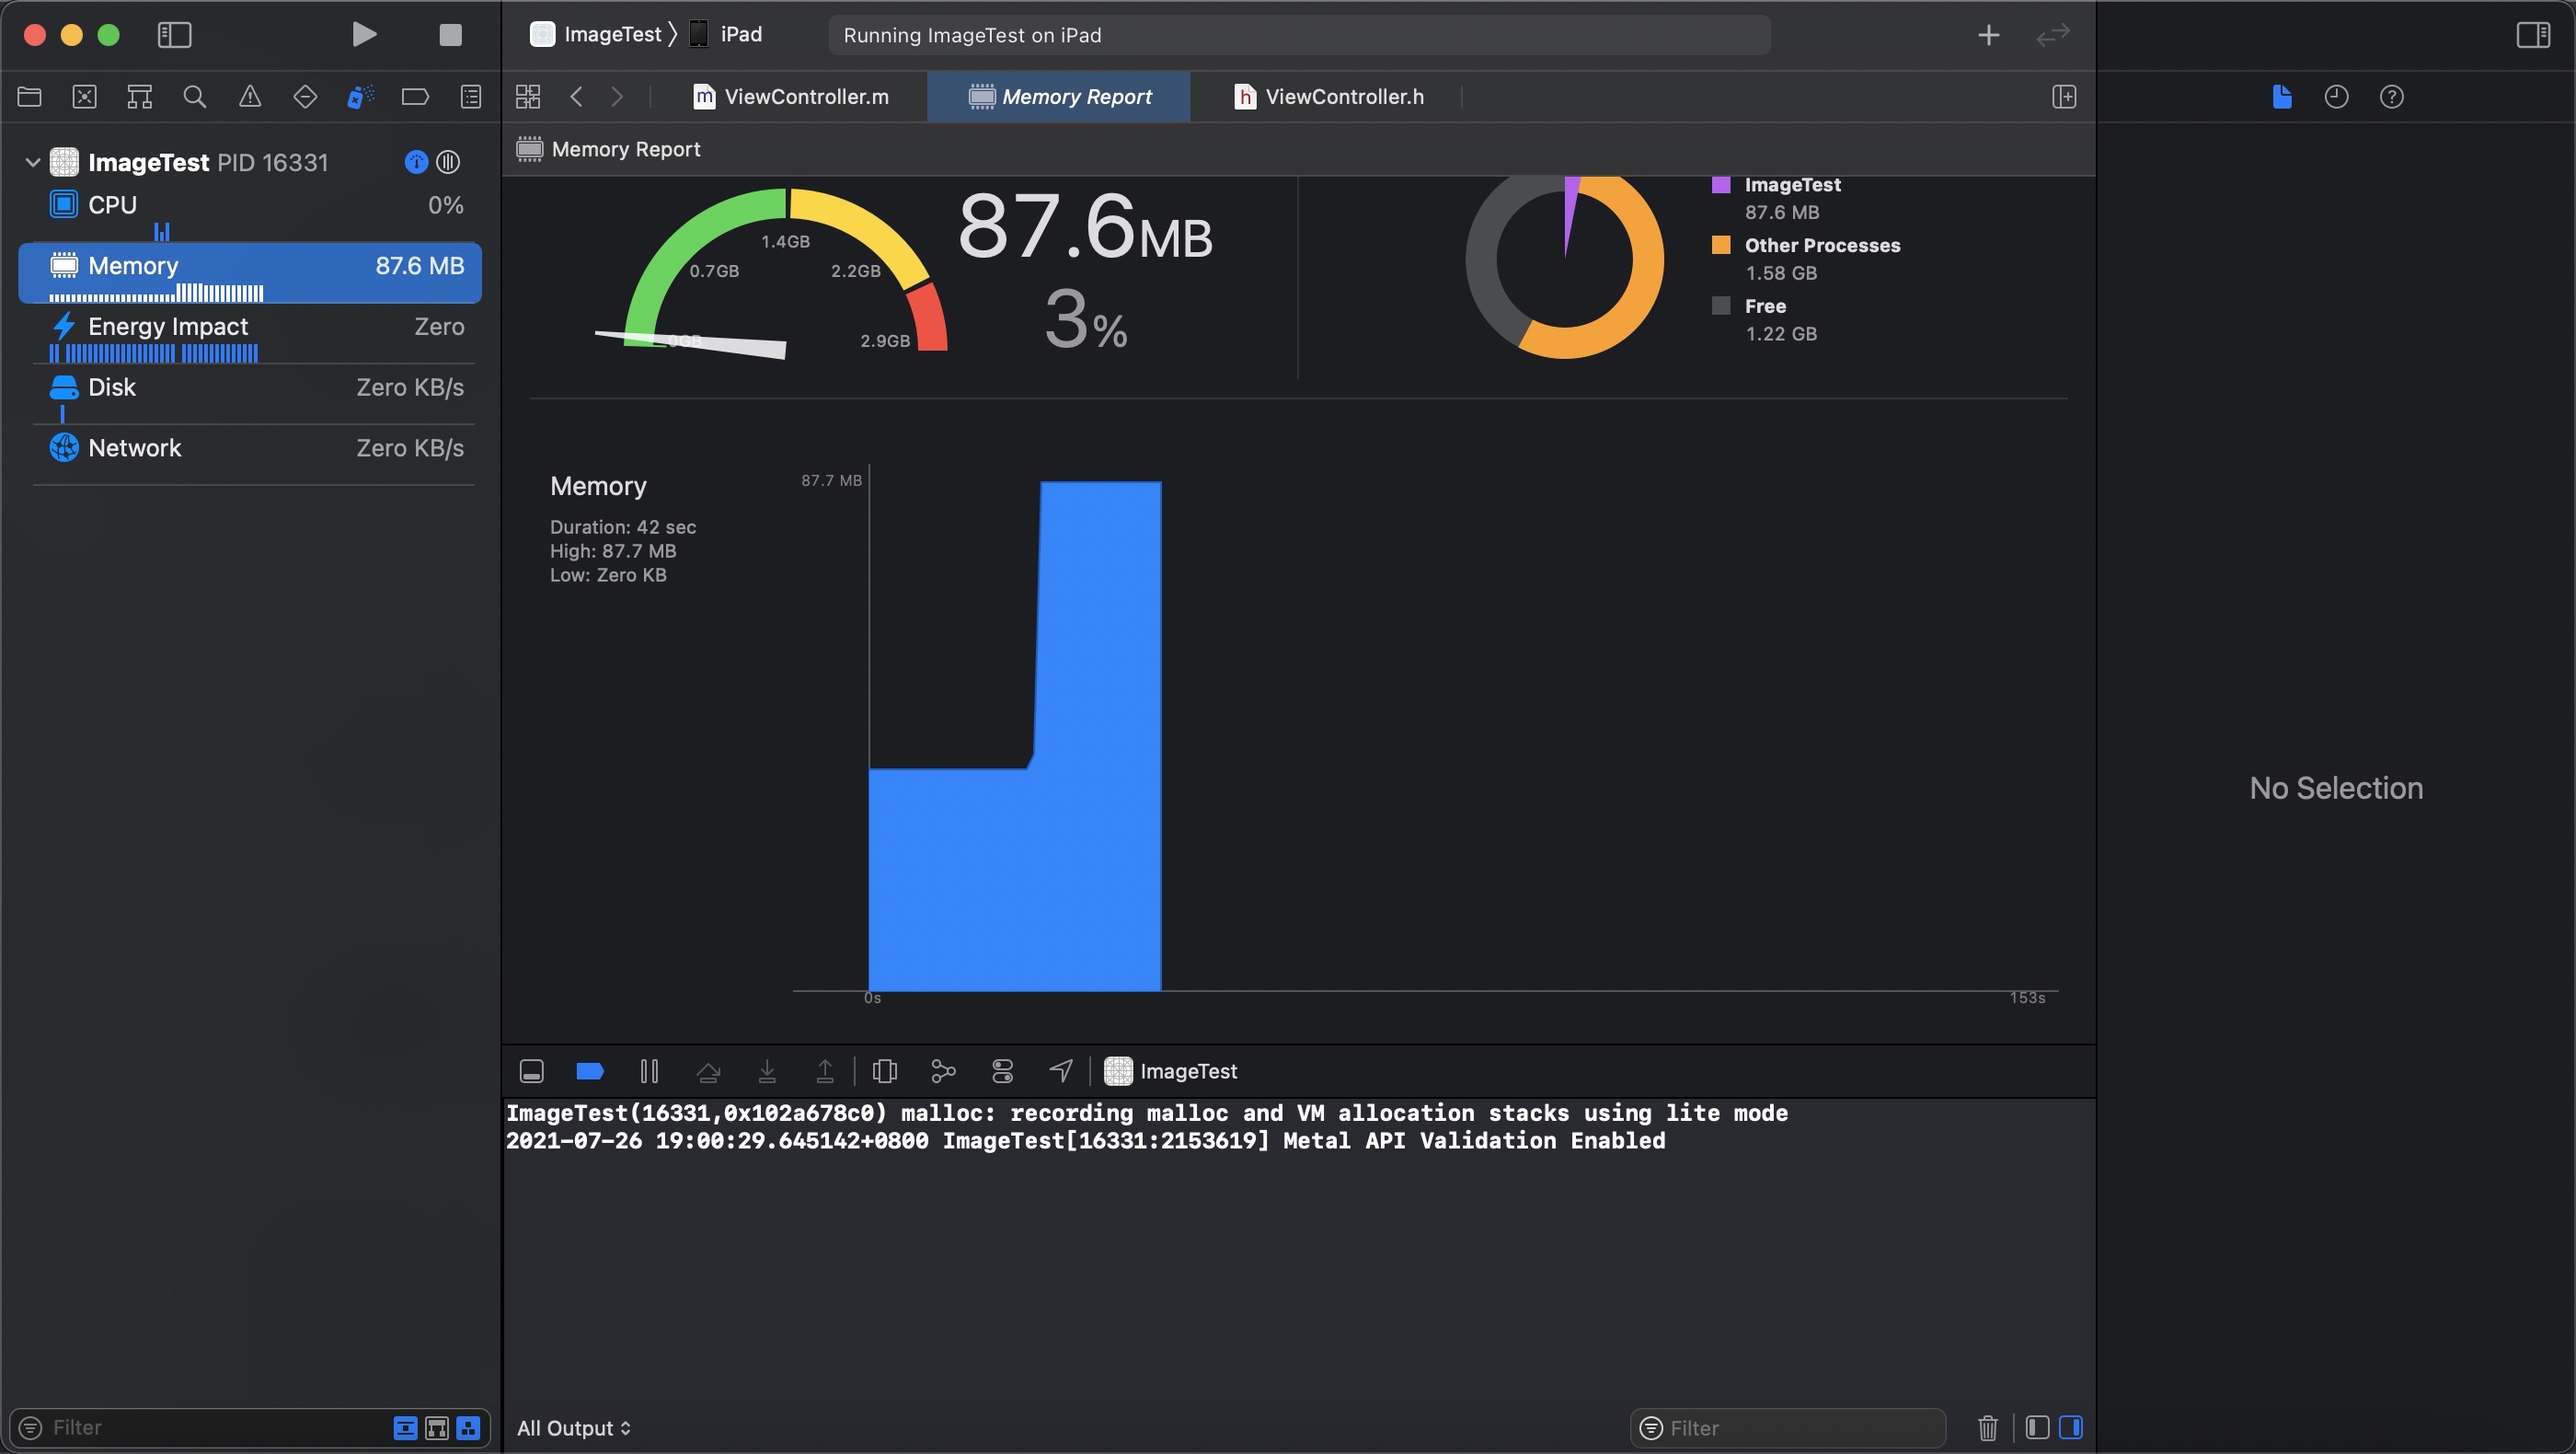 ImageTest 〉 iPad
Running ImageTest on iPad
ViewController.m
Memory Report
ViewController.h
Memory Report
ImageTest PID 16331
CPU 0%
Memory 87.6 MB
Energy Impact Zero
Disk Zero KB/s
Network Zero KB/s
Filter
0GB
0.7GB
1.4GB
2.2GB
2.9GB
87.6MB
3%
ImageTest
87.6 MB
Other Processes
1.58 GB
Free
1.22 GB
Memory
Duration: 42 sec
High: 87.7 MB
Low: Zero KB
87.7 MB
0s
153s
ImageTest
ImageTest(16331,0x102a678c0) malloc: recording malloc and VM allocation stacks using lite mode
2021-07-26 19:00:29.645142+0800 ImageTest[16331:2153619] Metal API Validation Enabled
All Output
Filter
No Selection